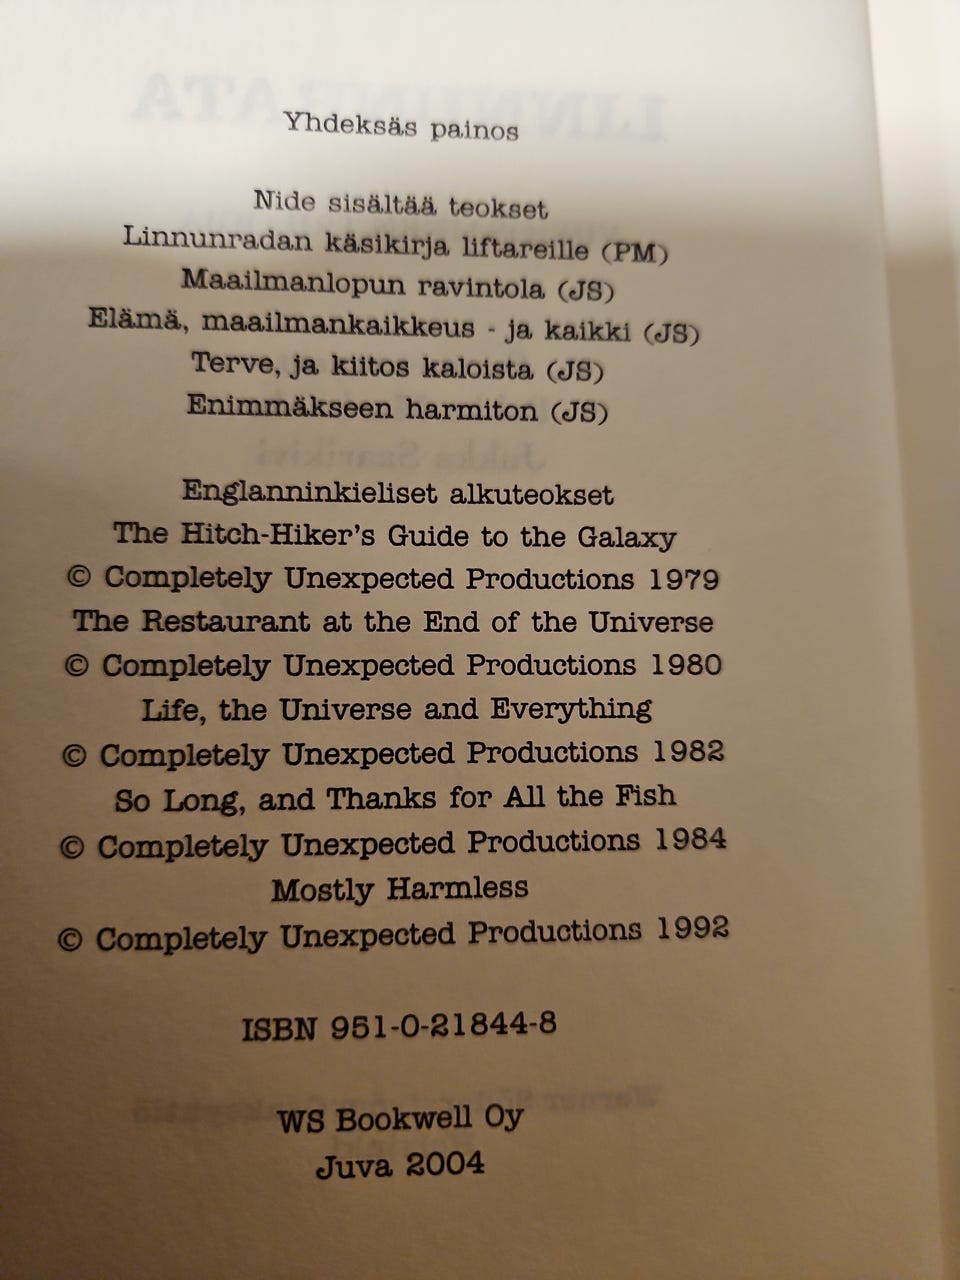 Yhdeksäs painos
Nide sisältää teokset
Linnunradan käsikirja liftareille (PM)
Maailmanlopun ravintola (JS)
Elämä, maailmankaikkeus - ja kaikki (JS)
Terve, ja kiitos kaloista (JS)
Enimmäkseen harmiton (JS)
Englanninkieliset alkuteokset
The Hitch-Hiker's Guide to the Galaxy
© Completely Unexpected Productions 1979
The Restaurant at the End of the Universe
© Completely Unexpected Productions 1980
Life, the Universe and Everything
© Completely Unexpected Productions 1982
So Long, and Thanks for All the Fish
© Completely Unexpected Productions 1984
Mostly Harmless
© Completely Unexpected Productions 1992
ISBN 951-0-21844-8
WS Bookwell Oy
Juva 2004